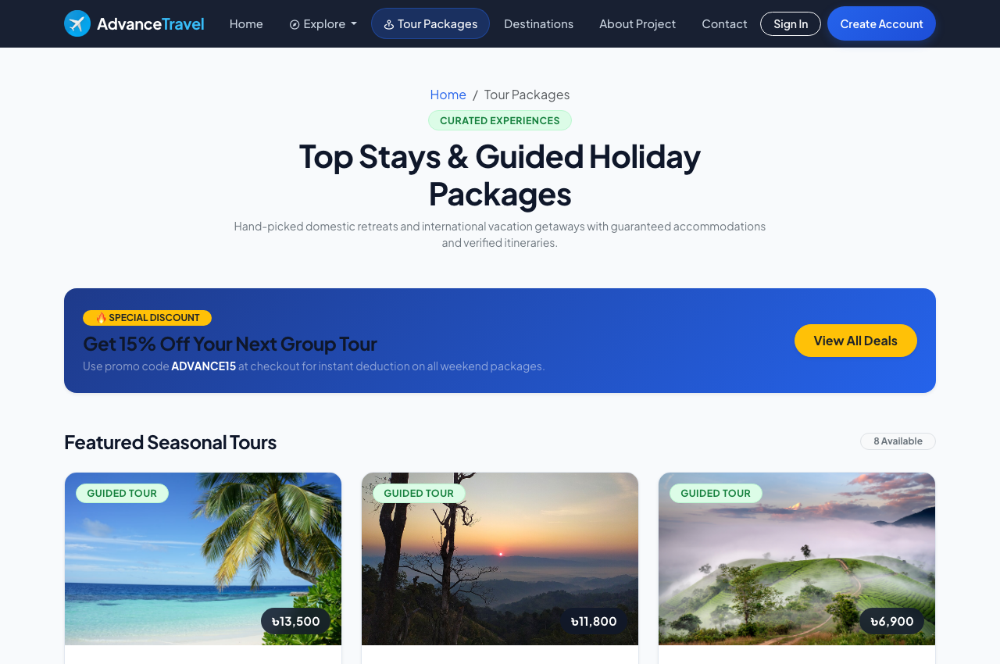 AdvanceTravel
Home
Explore
Tour Packages
Destinations
About Project
Contact
Sign In
Create Account
Home / Tour Packages
CURATED EXPERIENCES
Top Stays & Guided Holiday
Packages
Hand-picked domestic retreats and international vacation getaways with guaranteed accommodations
and verified itineraries.
🔥 SPECIAL DISCOUNT
Get 15% Off Your Next Group Tour
Use promo code ADVANCE15 at checkout for instant deduction on all weekend packages.
View All Deals
Featured Seasonal Tours
8 Available
GUIDED TOUR
৳13,500
GUIDED TOUR
৳11,800
GUIDED TOUR
৳6,900